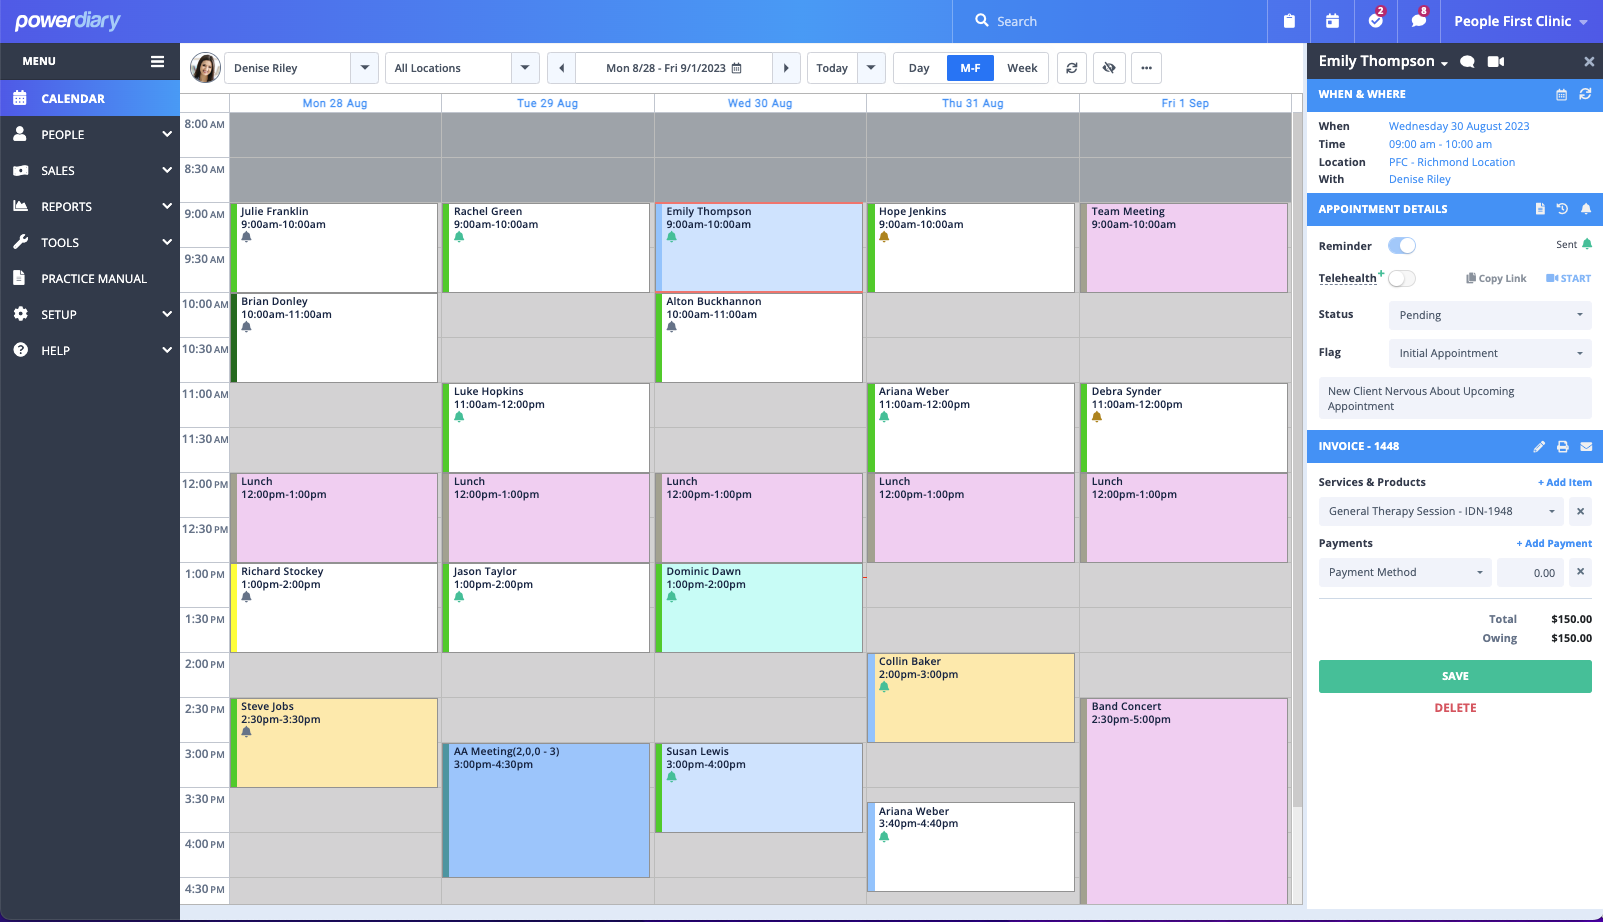 powerdiary
Search
2
8
People First Clinic
MENU
CALENDAR
PEOPLE
SALES
REPORTS
TOOLS
PRACTICE MANUAL
SETUP
HELP
Denise Riley
All Locations
Mon 8/28 - Fri 9/1/2023
Today
Day
M-F
Week
Mon 28 Aug
Tue 29 Aug
Wed 30 Aug
Thu 31 Aug
Fri 1 Sep
8:00 AM
8:30 AM
9:00 AM
9:30 AM
10:00 AM
10:30 AM
11:00 AM
11:30 AM
12:00 PM
12:30 PM
1:00 PM
1:30 PM
2:00 PM
2:30 PM
3:00 PM
3:30 PM
4:00 PM
4:30 PM
Julie Franklin
9:00am-10:00am
Brian Donley
10:00am-11:00am
Lunch
12:00pm-1:00pm
Richard Stockey
1:00pm-2:00pm
Steve Jobs
2:30pm-3:30pm
Rachel Green
9:00am-10:00am
Luke Hopkins
11:00am-12:00pm
Lunch
12:00pm-1:00pm
Jason Taylor
1:00pm-2:00pm
AA Meeting(2,0,0 - 3)
3:00pm-4:30pm
Emily Thompson
9:00am-10:00am
Alton Buckhannon
10:00am-11:00am
Lunch
12:00pm-1:00pm
Dominic Dawn
1:00pm-2:00pm
Susan Lewis
3:00pm-4:00pm
Hope Jenkins
9:00am-10:00am
Ariana Weber
11:00am-12:00pm
Lunch
12:00pm-1:00pm
Collin Baker
2:00pm-3:00pm
Ariana Weber
3:40pm-4:40pm
Team Meeting
9:00am-10:00am
Debra Synder
11:00am-12:00pm
Lunch
12:00pm-1:00pm
Band Concert
2:30pm-5:00pm
Emily Thompson
WHEN & WHERE
When Wednesday 30 August 2023
Time 09:00 am - 10:00 am
Location PFC - Richmond Location
With Denise Riley
APPOINTMENT DETAILS
Reminder Sent
Telehealth+ Copy Link START
Status Pending
Flag Initial Appointment
New Client Nervous About Upcoming
Appointment
INVOICE - 1448
Services & Products + Add Item
General Therapy Session - IDN-1948
Payments + Add Payment
Payment Method 0.00
Total $150.00
Owing $150.00
SAVE
DELETE